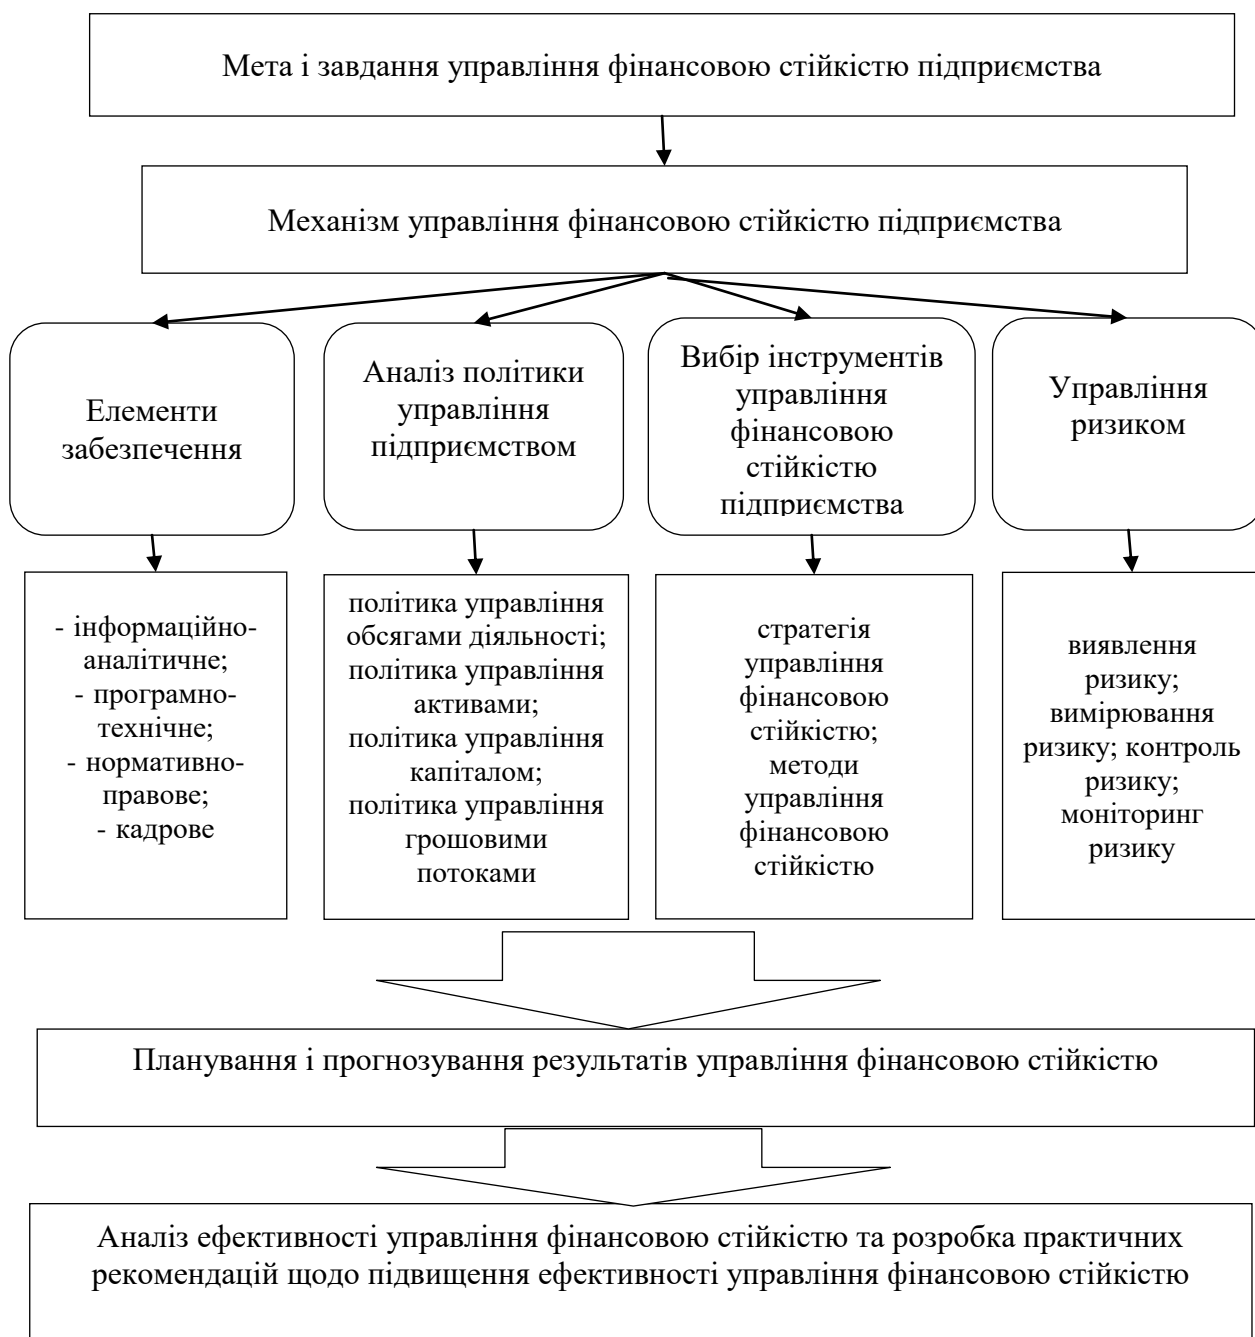 Мета і завдання управління фінансовою стійкістю підприємства
Механізм управління фінансовою стійкістю підприємства
Елементи
забезпечення
Аналіз політики
управління
підприємством
Вибір інструментів
управління
фінансовою
стійкістю
підприємства
Управління
ризиком
- інформаційно-
аналітичне;
- програмно-
технічне;
- нормативно-
правове;
- кадрове
політика управління
обсягами діяльності;
політика управління
активами;
політика управління
капіталом;
політика управління
грошовими
потоками
стратегія
управління
фінансовою
стійкістю;
методи
управління
фінансовою
стійкістю
виявлення
ризику;
вимірювання
ризику; контроль
ризику;
моніторинг
ризику
Планування і прогнозування результатів управління фінансовою стійкістю
Аналіз ефективності управління фінансовою стійкістю та розробка практичних
рекомендацій щодо підвищення ефективності управління фінансовою стійкістю